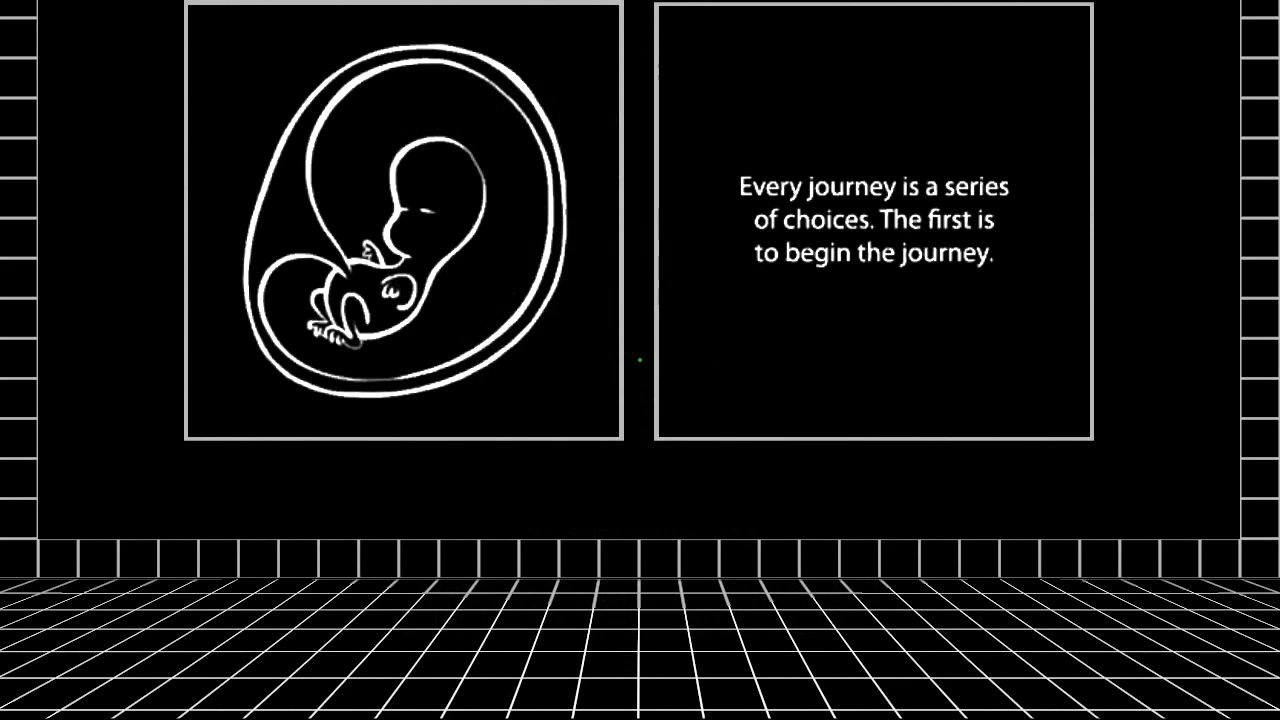 Every journey is a series
of choices. The first is
to begin the journey.